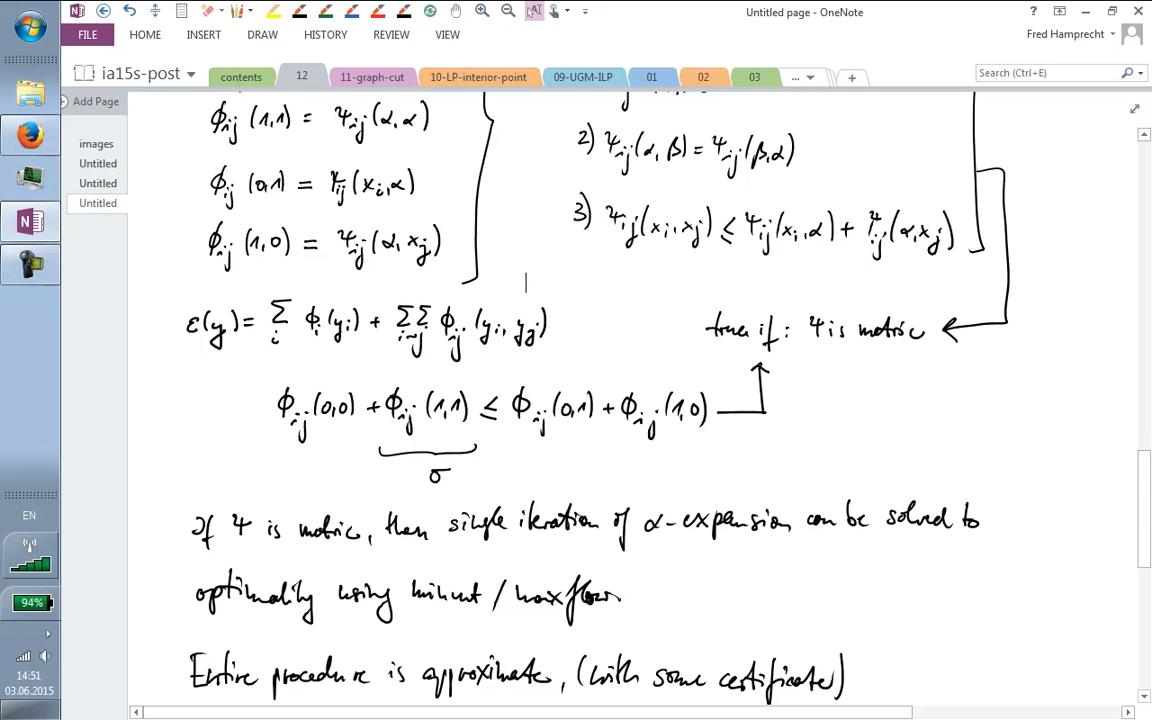 Untitled page - OneNote
FILE HOME INSERT DRAW HISTORY REVIEW VIEW
Fred Hamprecht
ia15s-post contents 12 11-graph-cut 10-LP-interior-point 09-UGM-ILP 01 02 03 ...
Search (Ctrl+E)
Add Page
images
Untitled
Untitled
Untitled
ϕij (1,1) = Ψij (α,α)
2) Ψij (α, β) = Ψij (β,α)
ϕij (0,1) = Ψij (xi,α)
3) Ψij (xi, xj) ≤ Ψij (xi,α) + Ψij (α,xj)
ϕij (1,0) = Ψij (α, xj)
ε(y) = Σi ϕi (yi) + ΣΣi~j ϕij (yi, yj)
true if: Ψ is metric
ϕij (0,0) + ϕij (1,1) ≤ ϕij (0,1) + ϕij (1,0)
If Ψ is metric, then single iteration of α-expansion can be solved to
optimality using mincut / maxflow
Entire procedure is approximate, (with some certificate)
EN
94%
14:51
03.06.2015